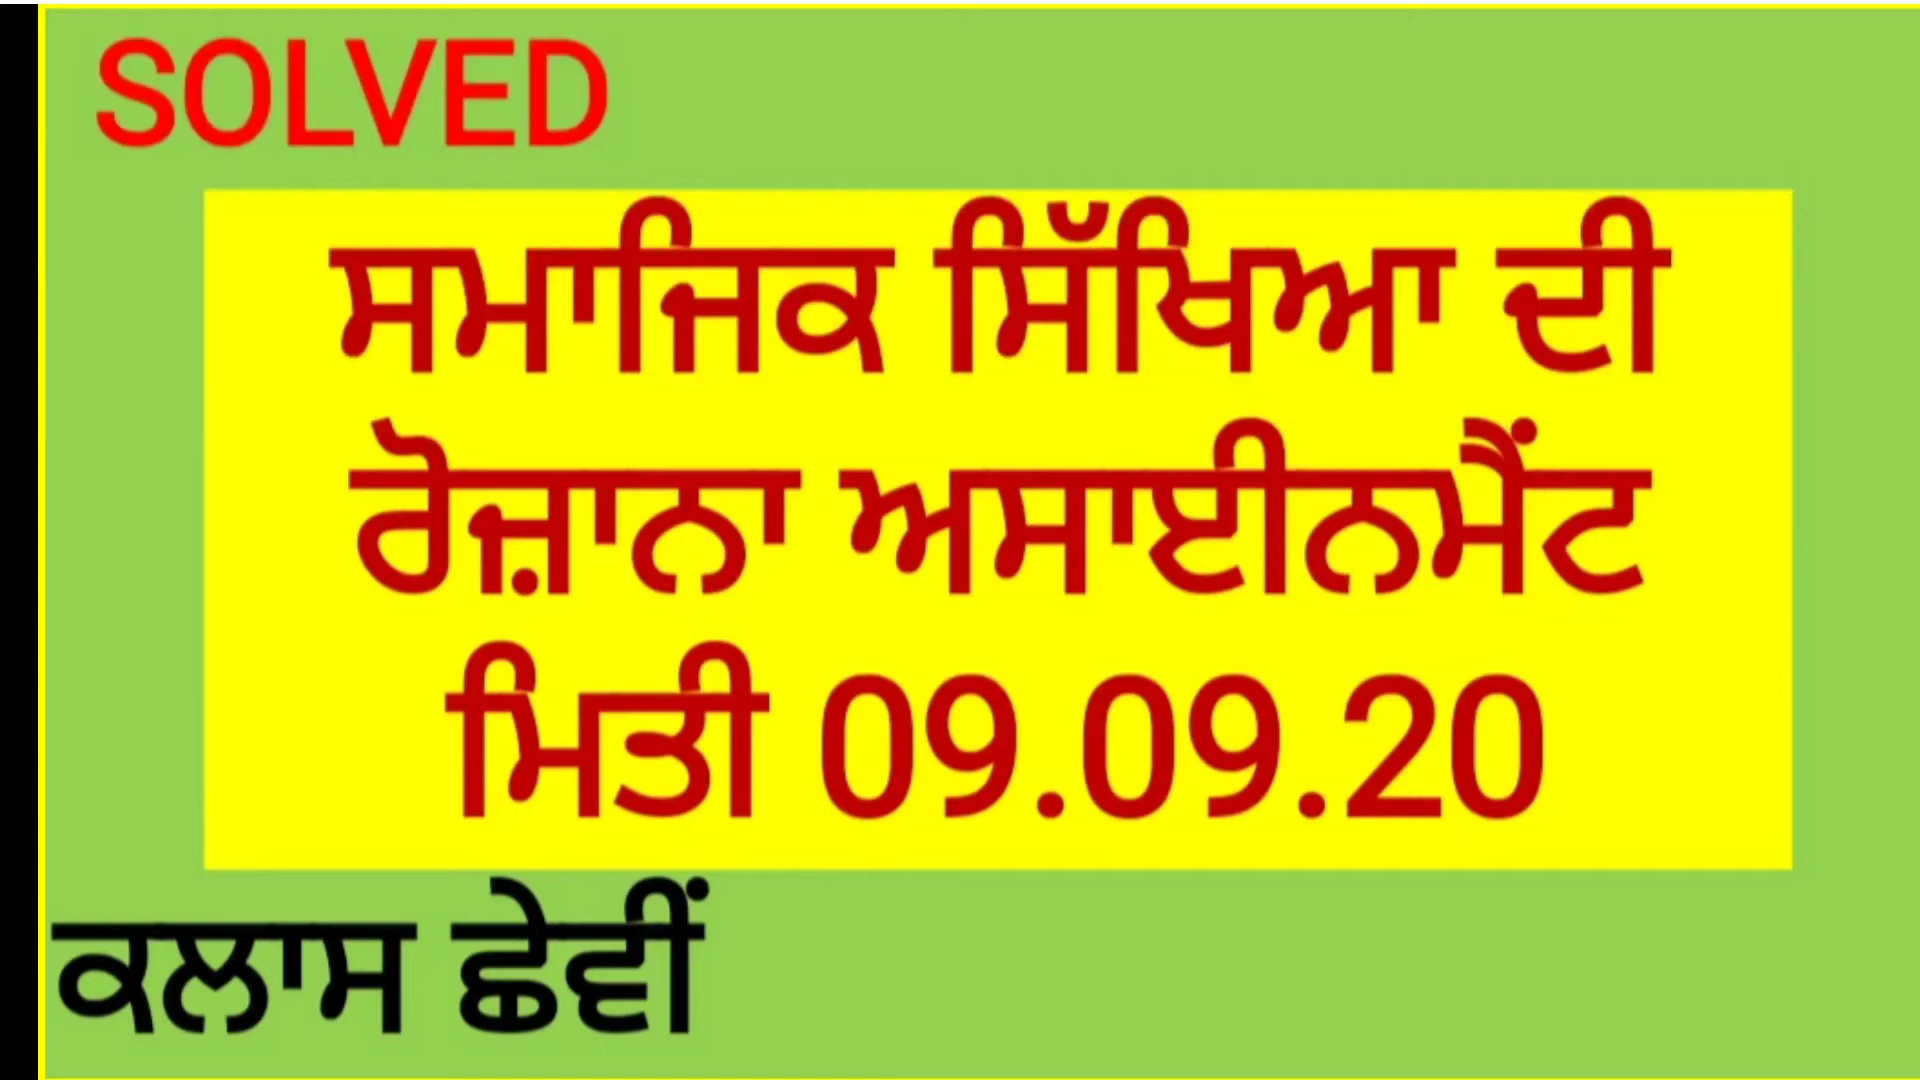 SOLVED
ਸਮਾਜਿਕ ਸਿੱਖਿਆ ਦੀ
ਰੋਜ਼ਾਨਾ ਅਸਾਈਨਮੈਂਟ
ਮਿਤੀ 09.09.20
ਕਲਾਸ ਛੇਵੀਂ